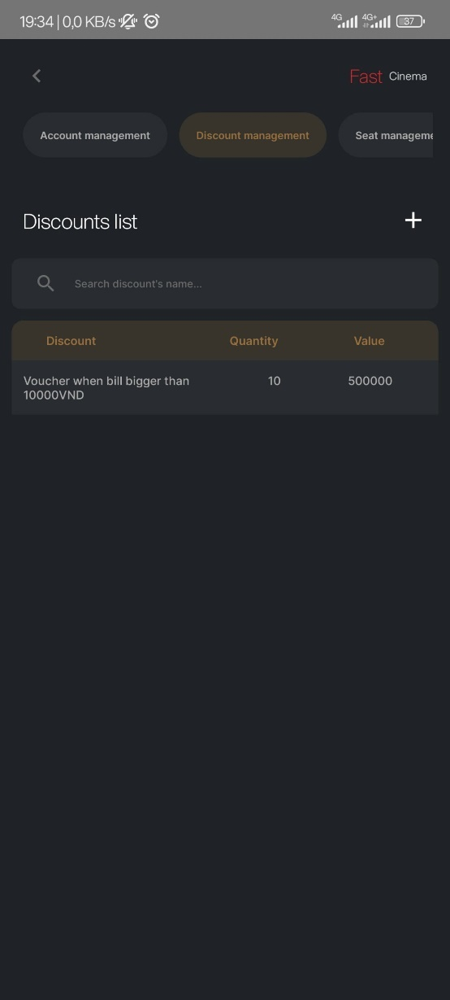 19:34 | 0,0 KB/s 4G 4G+ 37
Fast Cinema
Account management Discount management Seat manageme
Discounts list +
Search discount's name...
Discount Quantity Value
Voucher when bill bigger than 10 500000
10000VND